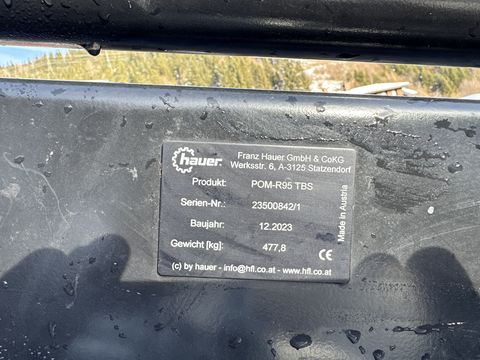 hauer
Franz Hauer GmbH & CoKG
Werksstr. 6, A-3125 Statzendorf
Produkt: POM-R95 TBS
Serien-Nr.: 23500842/1
Baujahr: 12.2023
Gewicht [kg]: 477,8
Made in Austria
CE
(c) by hauer - info@hfl.co.at - www.hfl.co.at